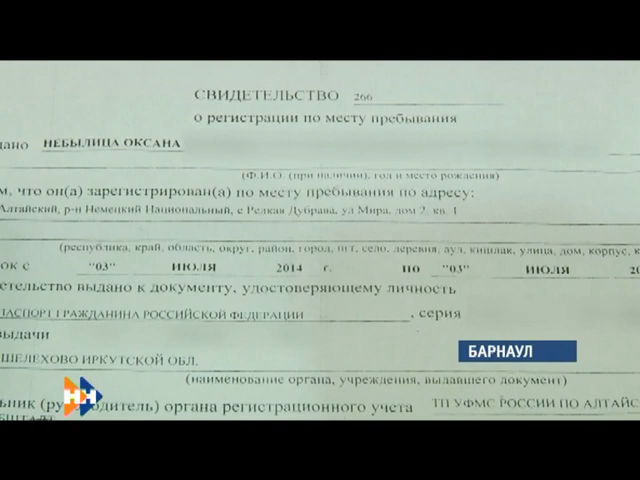 СВИДЕТЕЛЬСТВО 266
о регистрации по месту пребывания
дано НЕБЫЛИЦА ОКСАНА
(Ф.И.О. (при наличии), год и место рождения)
м, что он(а) зарегистрирован(а) по месту пребывания по адресу:
Алтайский, р-н Немецкий Национальный, с Редкая Дубрава, ул Мира, дом 2, кв. 1
(республика, край, область, округ, район, город, пгт, село, деревня, аул, кишлак, улица, дом, корпус, к
ок с "03" ИЮЛЯ 2014 г. по "03" ИЮЛЯ 20
етельство выдано к документу, удостоверяющему личность
ПАСПОРТ ГРАЖДАНИНА РОССИЙСКОЙ ФЕДЕРАЦИИ , серия
выдачи
ШЕЛЕХОВО ИРКУТСКОЙ ОБЛ.
БАРНАУЛ
(наименование органа, учреждения, выдавшего документ)
льник (руководитель) органа регистрационного учета ТП УФМС РОССИИ ПО АЛТАЙС
НН